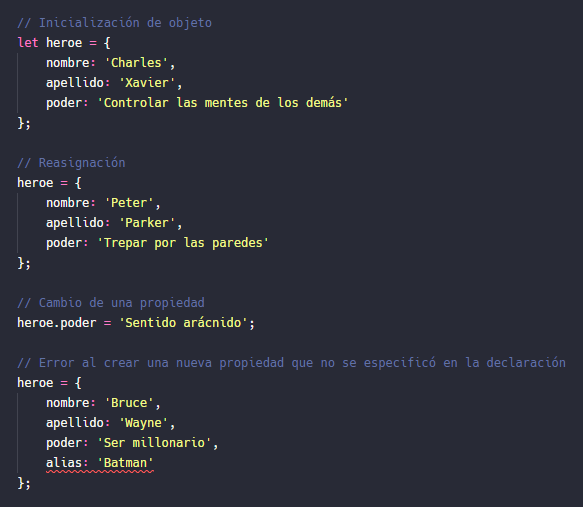 // Inicialización de objeto
let heroe = {
    nombre: 'Charles',
    apellido: 'Xavier',
    poder: 'Controlar las mentes de los demás'
};
// Reasignación
heroe = {
    nombre: 'Peter',
    apellido: 'Parker',
    poder: 'Trepar por las paredes'
};
// Cambio de una propiedad
heroe.poder = 'Sentido arácnido';
// Error al crear una nueva propiedad que no se especificó en la declaración
heroe = {
    nombre: 'Bruce',
    apellido: 'Wayne',
    poder: 'Ser millonario',
    alias: 'Batman'
};